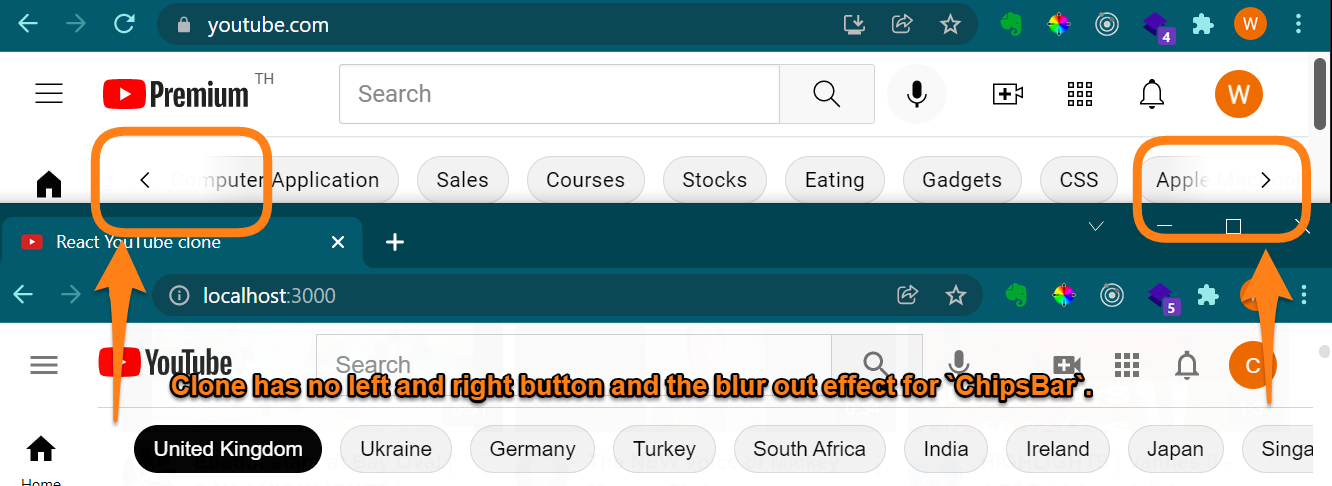 youtube.com
4
W
Premium TH
Search
W
Computer Application
Sales
Courses
Stocks
Eating
Gadgets
CSS
Apple
React YouTube clone
localhost:3000
5
YouTube
Search
C
Clone has no left and right button and the blur out effect for `ChipsBar`.
United Kingdom
Ukraine
Germany
Turkey
South Africa
India
Ireland
Japan
Singa
Home